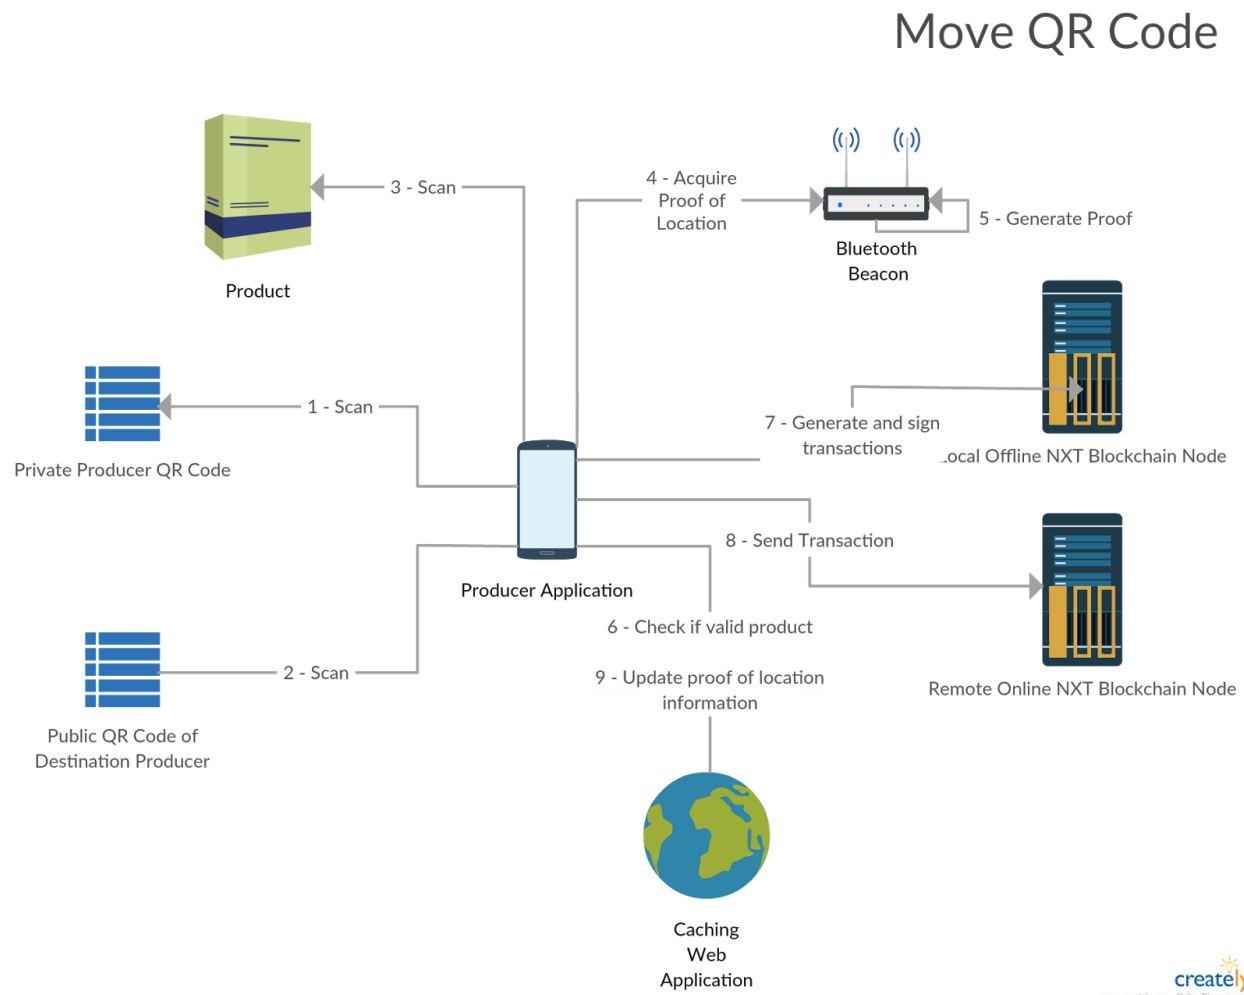 Move QR Code
3 - Scan
4 - Acquire
Proof of
Location
5 - Generate Proof
Bluetooth
Beacon
Product
1 - Scan
Private Producer QR Code
7 - Generate and sign
transactions
Local Offline NXT Blockchain Node
8 - Send Transaction
Producer Application
6 - Check if valid product
2 - Scan
9 - Update proof of location
information
Remote Online NXT Blockchain Node
Public QR Code of
Destination Producer
Caching
Web
Application
creately